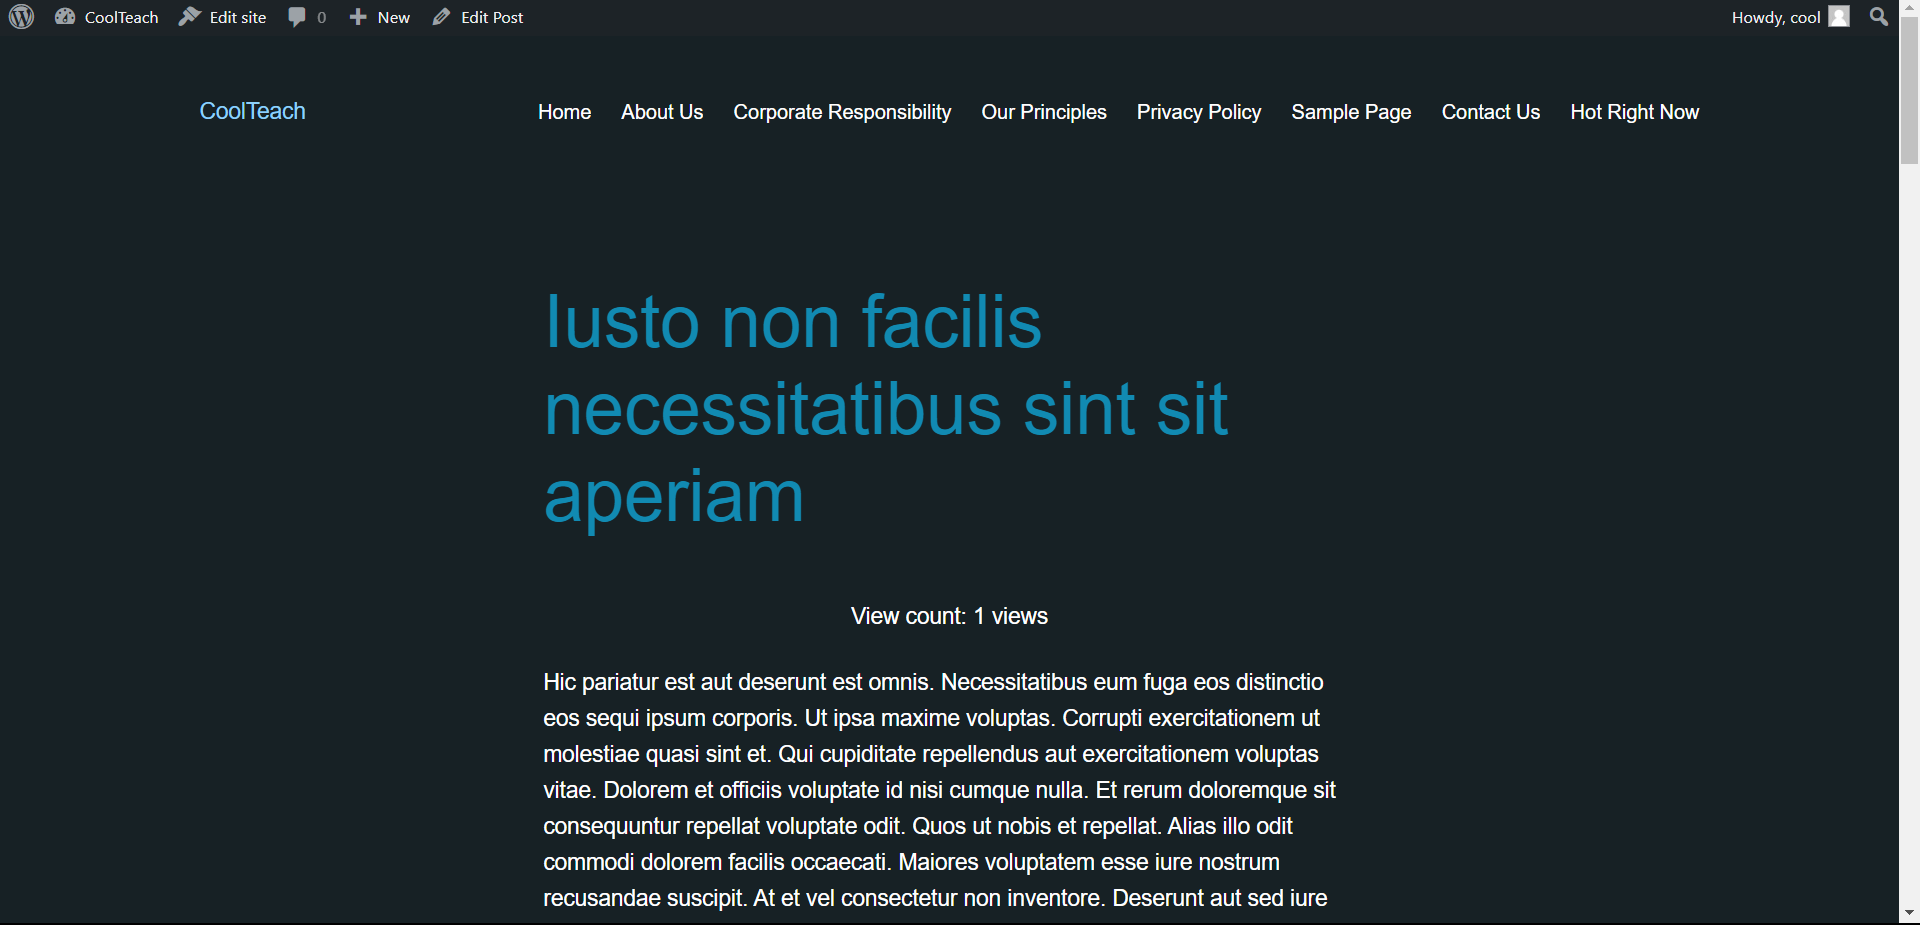 CoolTeach Edit site 0 New Edit Post Howdy, cool
CoolTeach Home About Us Corporate Responsibility Our Principles Privacy Policy Sample Page Contact Us Hot Right Now
Iusto non facilis
necessitatibus sint sit
aperiam
View count: 1 views
Hic pariatur est aut deserunt est omnis. Necessitatibus eum fuga eos distinctio
eos sequi ipsum corporis. Ut ipsa maxime voluptas. Corrupti exercitationem ut
molestiae quasi sint et. Qui cupiditate repellendus aut exercitationem voluptas
vitae. Dolorem et officiis voluptate id nisi cumque nulla. Et rerum doloremque sit
consequuntur repellat voluptate odit. Quos ut nobis et repellat. Alias illo odit
commodi dolorem facilis occaecati. Maiores voluptatem esse iure nostrum
recusandae suscipit. At et vel consectetur non inventore. Deserunt aut sed iure